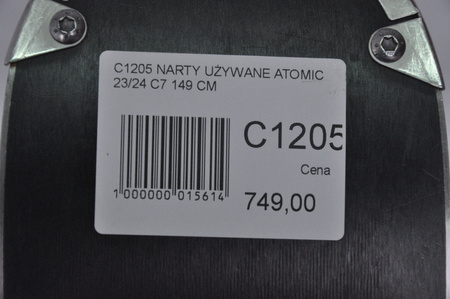 C1205 NARTY UŻYWANE ATOMIC
23/24 C7 149 CM
C1205
Cena
1 000000 015614
749,00